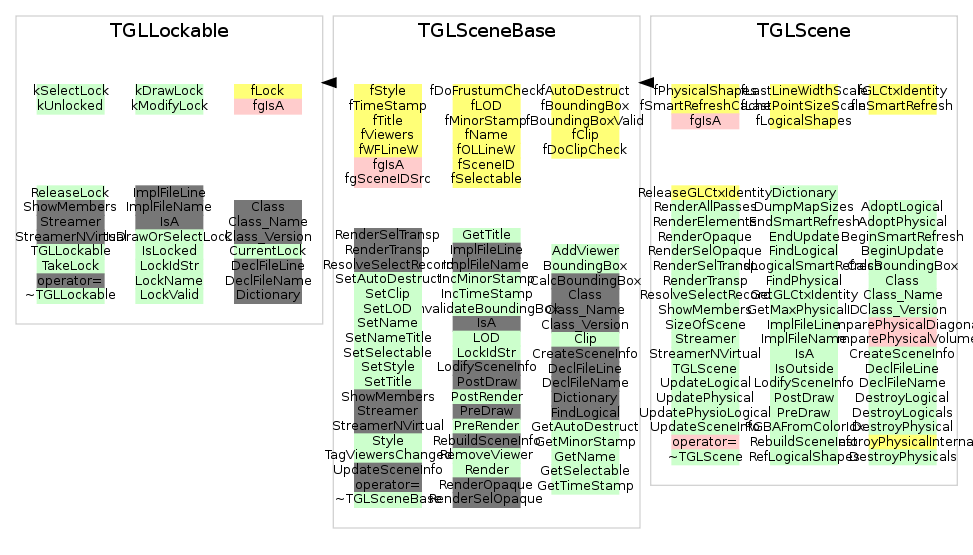 TGLLockable
kSelectLock
kUnlocked
kDrawLock
kModifyLock
fLock
fgIsA
ReleaseLock
ShowMembers
Streamer
StreamerNVirtual
TGLLockable
TakeLock
operator=
~TGLLockable
ImplFileLine
ImplFileName
IsA
IsDrawOrSelectLock
IsLocked
LockIdStr
LockName
LockValid
Class
Class_Name
Class_Version
CurrentLock
DeclFileLine
DeclFileName
Dictionary
TGLSceneBase
fStyle
fTimeStamp
fTitle
fViewers
fWFLineW
fgIsA
fgSceneIDSrc
fDoFrustumCheck
fLOD
fMinorStamp
fName
fOLLineW
fSceneID
fSelectable
fAutoDestruct
fBoundingBox
fBoundingBoxValid
fClip
fDoClipCheck
RenderSelTransp
RenderTransp
ResolveSelectRecord
SetAutoDestruct
SetClip
SetLOD
SetName
SetNameTitle
SetSelectable
SetStyle
SetTitle
ShowMembers
Streamer
StreamerNVirtual
Style
TagViewersChanged
UpdateSceneInfo
operator=
~TGLSceneBase
GetTitle
ImplFileLine
ImplFileName
IncMinorStamp
IncTimeStamp
InvalidateBoundingBox
IsA
LOD
LockIdStr
LodifySceneInfo
PostDraw
PostRender
PreDraw
PreRender
RebuildSceneInfo
RemoveViewer
Render
RenderOpaque
RenderSelOpaque
AddViewer
BoundingBox
CalcBoundingBox
Class
Class_Name
Class_Version
Clip
CreateSceneInfo
DeclFileLine
DeclFileName
Dictionary
FindLogical
GetAutoDestruct
GetMinorStamp
GetName
GetSelectable
GetTimeStamp
TGLScene
fPhysicalShapes
fSmartRefreshCache
fgIsA
fLastLineWidthScale
fLastPointSizeScale
fLogicalShapes
fGLCtxIdentity
fInSmartRefresh
ReleaseGLCtxIdentity
RenderAllPasses
RenderElements
RenderOpaque
RenderSelOpaque
RenderSelTransp
RenderTransp
ResolveSelectRecord
ShowMembers
SizeOfScene
Streamer
StreamerNVirtual
TGLScene
UpdateLogical
UpdatePhysical
UpdatePhysioLogical
UpdateSceneInfo
operator=
~TGLScene
Dictionary
DumpMapSizes
EndSmartRefresh
EndUpdate
FindLogical
FindPhysical
GetGLCtxIdentity
GetMaxPhysicalID
ImplFileLine
ImplFileName
IsA
IsOutside
LodifySceneInfo
PostDraw
PreDraw
RGBAFromColorIdx
RebuildSceneInfo
RefLogicalShapes
AdoptLogical
AdoptPhysical
BeginSmartRefresh
BeginUpdate
CalcBoundingBox
Class
Class_Name
Class_Version
CreateSceneInfo
DeclFileLine
DeclFileName
DestroyLogical
DestroyLogicals
DestroyPhysical
DestroyPhysicals